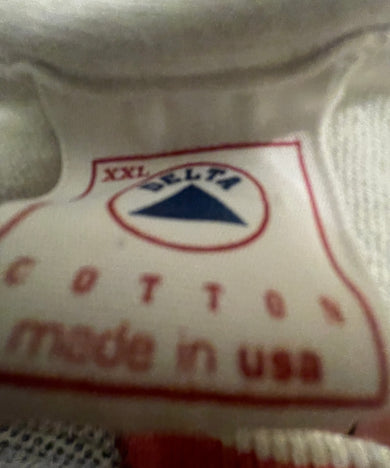 XXL
DELTA
COTTON
made in usa